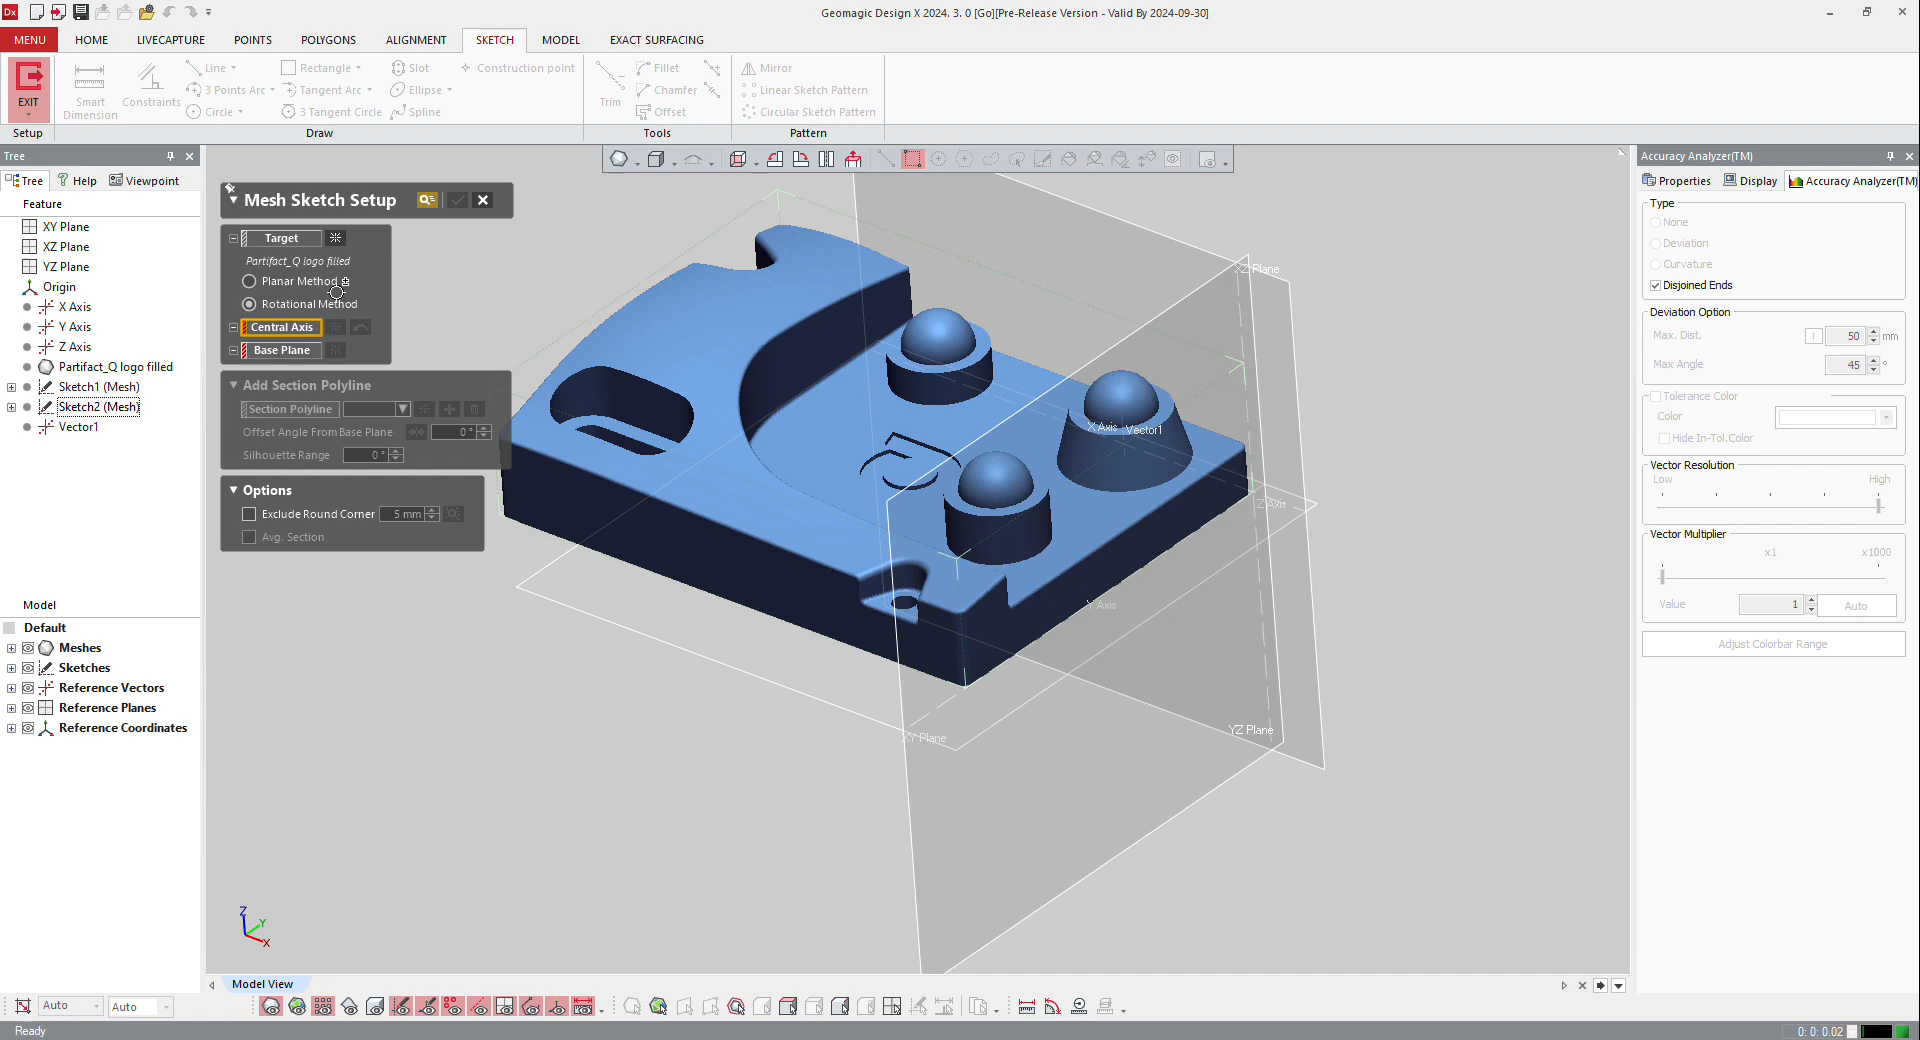 Dx
Geomagic Design X 2024. 3. 0 [Go][Pre-Release Version - Valid By 2024-09-30]
MENU HOME LIVECAPTURE POINTS POLYGONS ALIGNMENT SKETCH MODEL EXACT SURFACING
EXIT
Smart Dimension
Constraints
Line
3 Points Arc
Circle
Rectangle
Tangent Arc
3 Tangent Circle
Slot
Ellipse
Spline
Construction point
Trim
Fillet
Chamfer
Offset
Mirror
Linear Sketch Pattern
Circular Sketch Pattern
Setup Draw Tools Pattern
Tree
Tree Help Viewpoint
Feature
XY Plane
XZ Plane
YZ Plane
Origin
X Axis
Y Axis
Z Axis
Partifact_Q logo filled
Sketch1 (Mesh)
Sketch2 (Mesh)
Vector1
Model
Default
Meshes
Sketches
Reference Vectors
Reference Planes
Reference Coordinates
Mesh Sketch Setup
Target
Partifact_Q logo filled
Planar Method
Rotational Method
Central Axis
Base Plane
Add Section Polyline
Section Polyline
Offset Angle From Base Plane 0 °
Silhouette Range 0 °
Options
Exclude Round Corner 5 mm
Avg. Section
XZ Plane
X Axis Vector1
Z Axis
Y Axis
YZ Plane
XY Plane
Z
Y
X
Accuracy Analyzer(TM)
Properties Display Accuracy Analyzer(TM)
Type
None
Deviation
Curvature
Disjoined Ends
Deviation Option
Max. Dist. ! 50 mm
Max Angle 45 °
Tolerance Color
Color
Hide In-Tol.Color
Vector Resolution
Low High
Vector Multiplier
x1 x1000
Value 1 Auto
Adjust Colorbar Range
Model View
Auto Auto
Ready
0: 0: 0.02